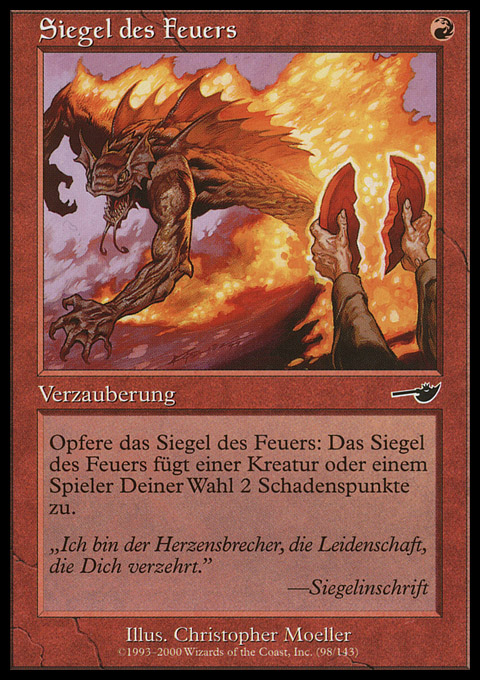 Siegel des Feuers
Verzauberung
Opfere das Siegel des Feuers: Das Siegel
des Feuers fügt einer Kreatur oder einem
Spieler Deiner Wahl 2 Schadenspunkte
zu.
„Ich bin der Herzensbrecher, die Leidenschaft,
die Dich verzehrt.”
—Siegelinschrift
Illus. Christopher Moeller
©1993–2000 Wizards of the Coast, Inc. (98/143)